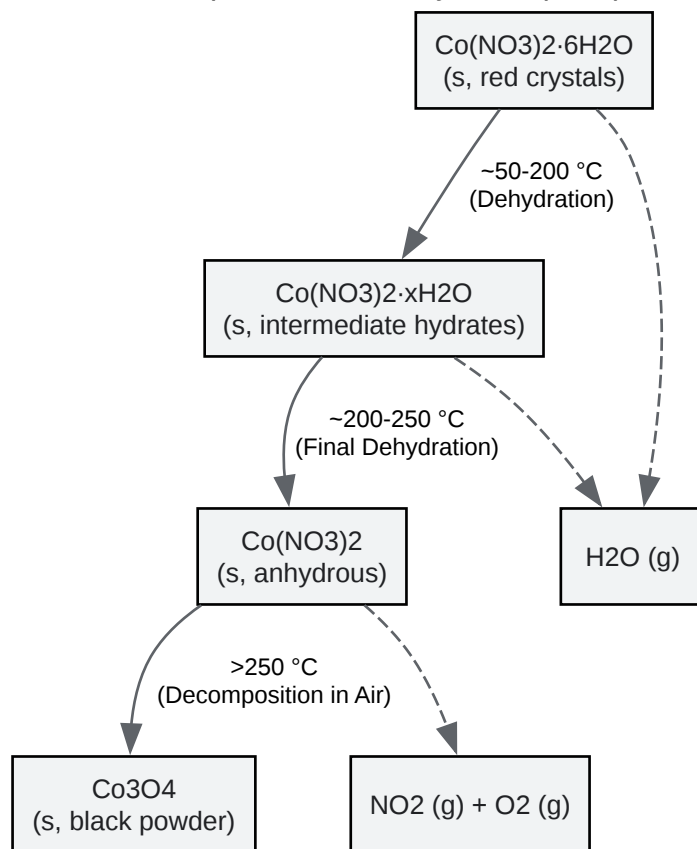 Co(NO3)2·6H2O
(s, red crystals)
~50-200 °C
(Dehydration)
Co(NO3)2·xH2O
(s, intermediate hydrates)
~200-250 °C
(Final Dehydration)
Co(NO3)2
(s, anhydrous)
H2O (g)
>250 °C
(Decomposition in Air)
Co3O4
(s, black powder)
NO2 (g) + O2 (g)